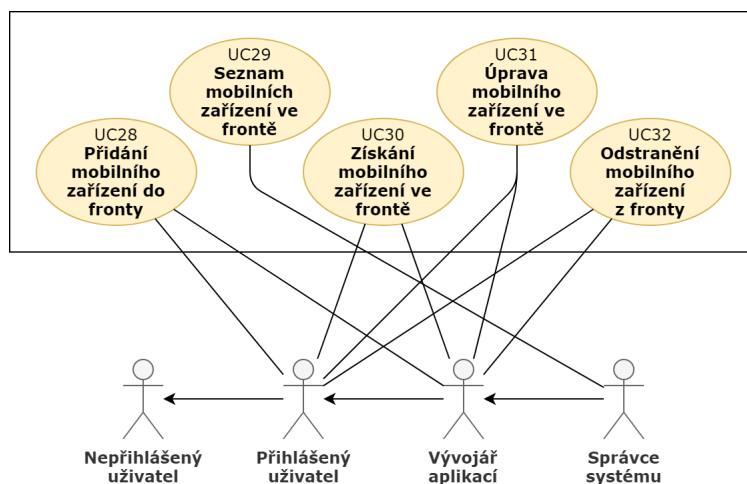 UC29
Seznam
mobilních
zařízení ve
frontě
UC31
Úprava
mobilního
zařízení ve
frontě
UC28
Přidání
mobilního
zařízení do
fronty
UC30
Získání
mobilního
zařízení ve
frontě
UC32
Odstranění
mobilního
zařízení
z fronty
Nepřihlášený
uživatel
Přihlášený
uživatel
Vývojář
aplikací
Správce
systému